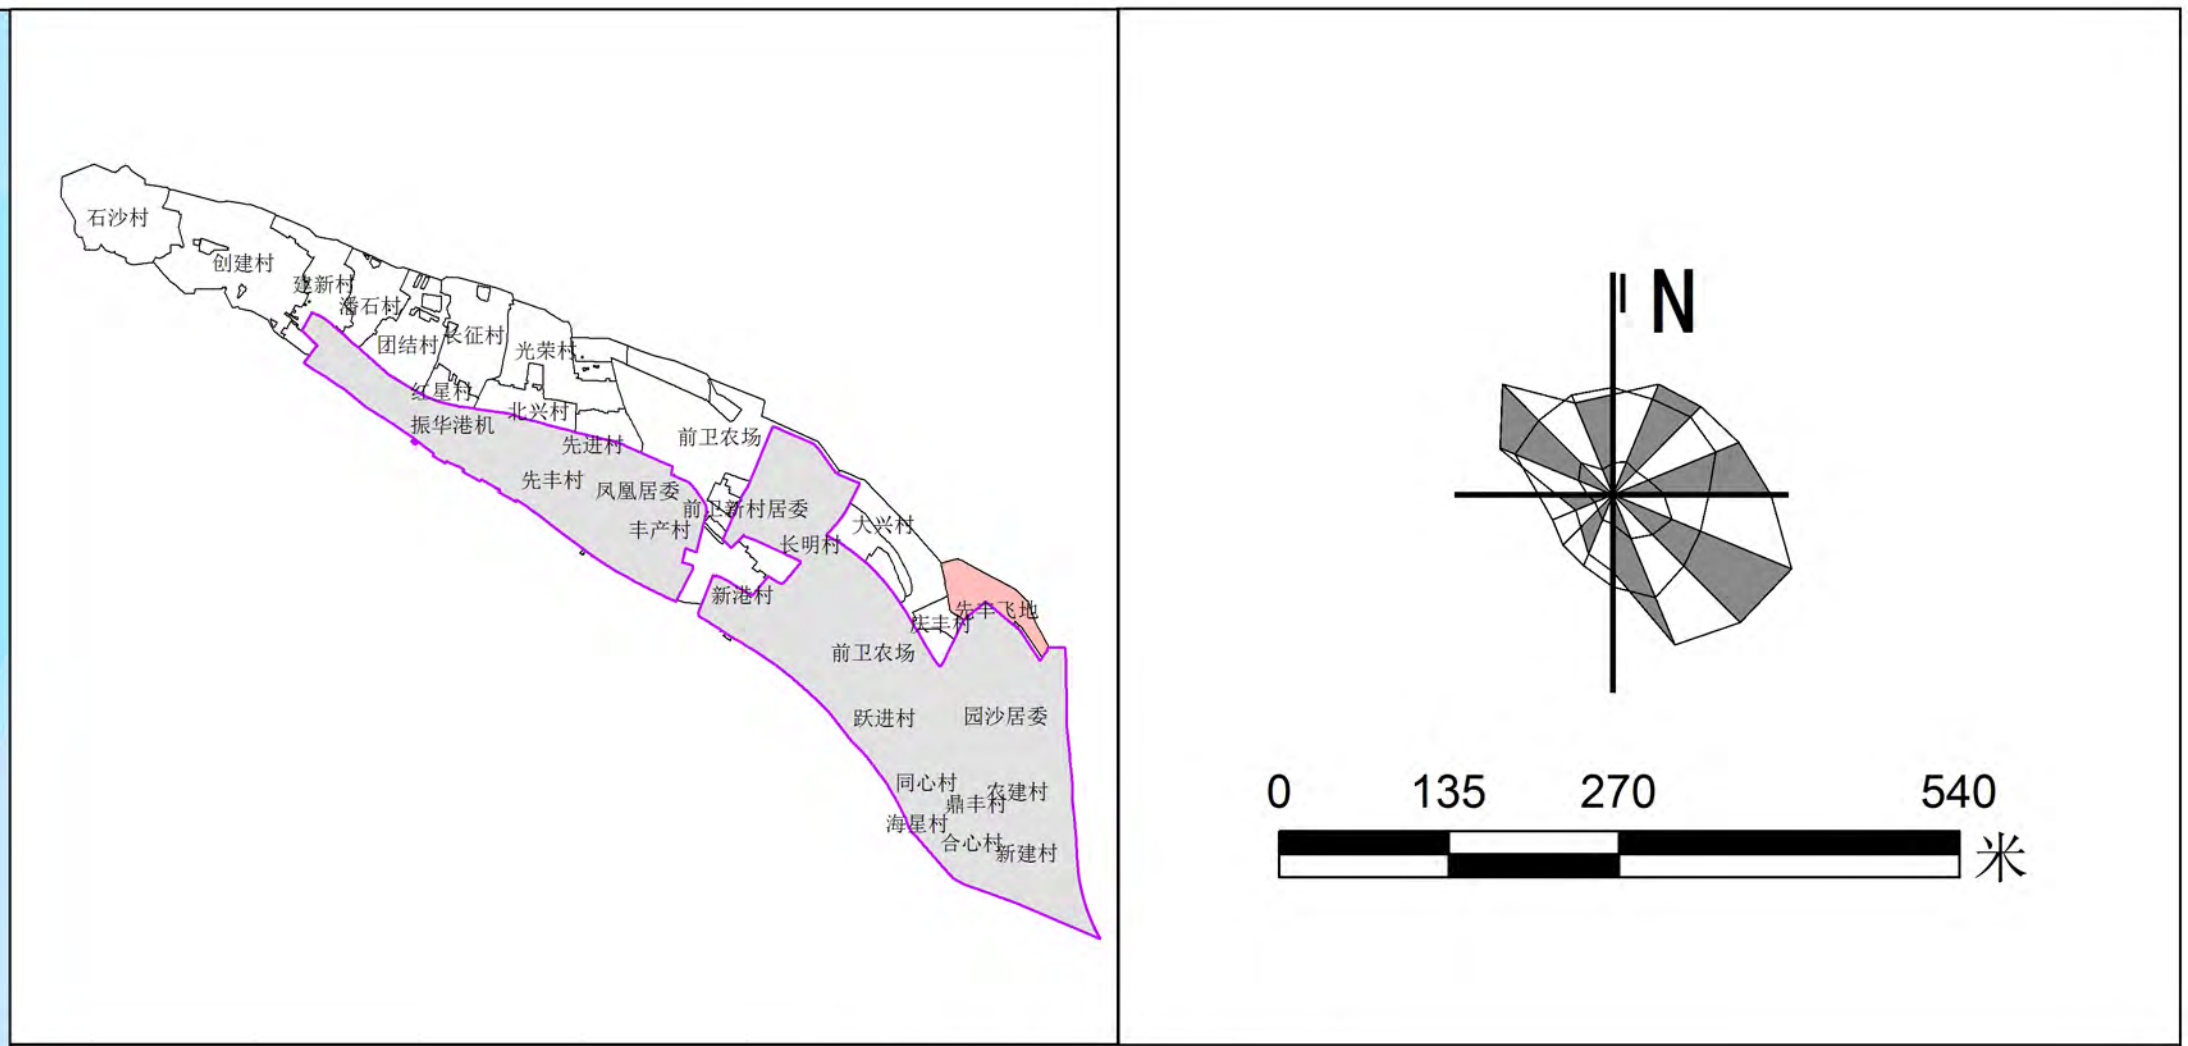 石沙村
创建村
建新村
潘石村
团结村
长征村
光荣村
红星村
北兴村
振华港机
先进村
前卫农场
先丰村
凤凰居委
前卫新村居委
丰产村
大兴村
长明村
新港村
先丰飞地
庆丰村
前卫农场
跃进村
园沙居委
同心村
农建村
鼎丰村
海星村
合心村
新建村
N
0 135 270 540
米